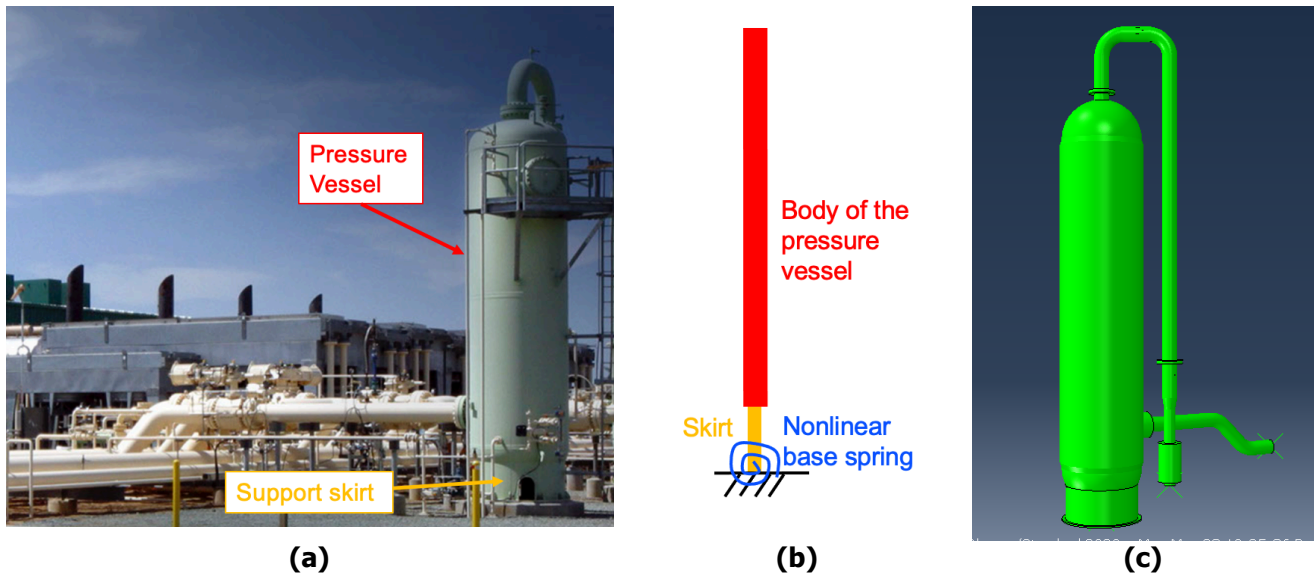 Pressure
Vessel
Support skirt
Body of the
pressure
vessel
Skirt
Nonlinear
base spring
(a)
(b)
(c)